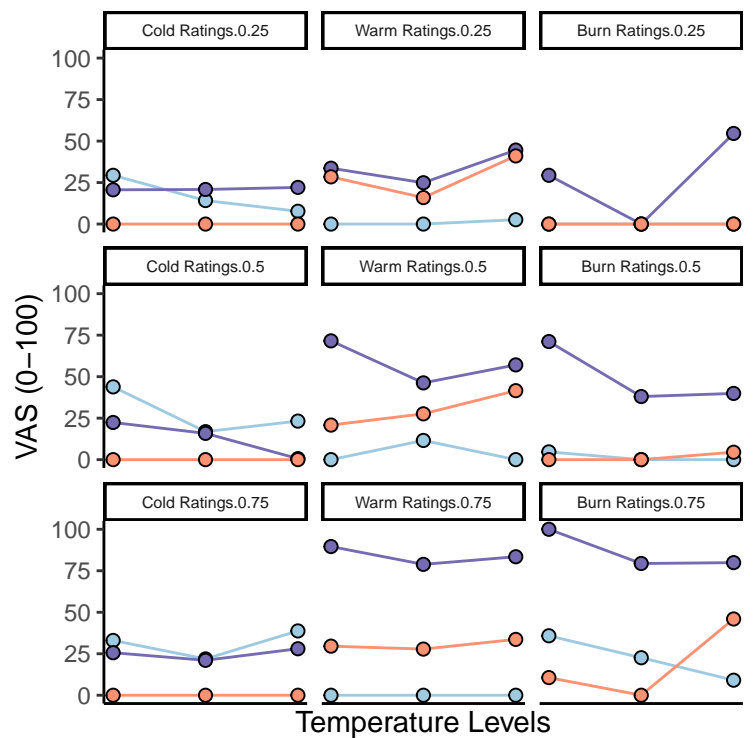 Cold Ratings.0.25
Warm Ratings.0.25
Burn Ratings.0.25
100
75
50
25
0
Cold Ratings.0.5
Warm Ratings.0.5
Burn Ratings.0.5
100
75
50
25
0
Cold Ratings.0.75
Warm Ratings.0.75
Burn Ratings.0.75
100
75
50
25
0
VAS (0−100)
Temperature Levels